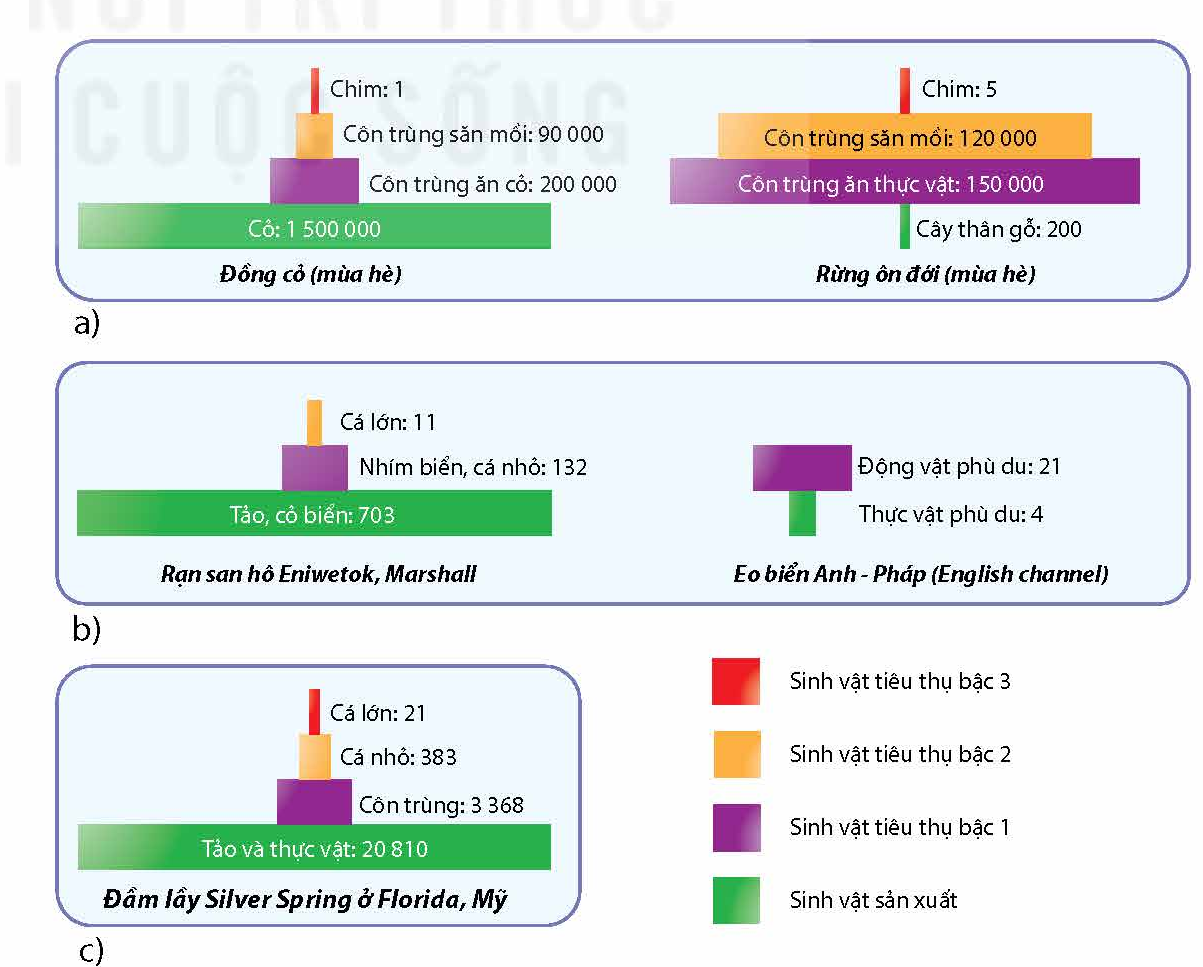 NỐI TRI THỨC
I CUỘC SỐNG
Chim: 1
Côn trùng săn mồi: 90 000
Côn trùng ăn cỏ: 200 000
Cỏ: 1 500 000
Đồng cỏ (mùa hè)
Chim: 5
Côn trùng săn mồi: 120 000
Côn trùng ăn thực vật: 150 000
Cây thân gỗ: 200
Rừng ôn đới (mùa hè)
a)
Cá lớn: 11
Nhím biển, cá nhỏ: 132
Tảo, cỏ biển: 703
Rạn san hô Eniwetok, Marshall
Động vật phù du: 21
Thực vật phù du: 4
Eo biển Anh - Pháp (English channel)
b)
Cá lớn: 21
Cá nhỏ: 383
Côn trùng: 3 368
Tảo và thực vật: 20 810
Đầm lầy Silver Spring ở Florida, Mỹ
c)
Sinh vật tiêu thụ bậc 3
Sinh vật tiêu thụ bậc 2
Sinh vật tiêu thụ bậc 1
Sinh vật sản xuất